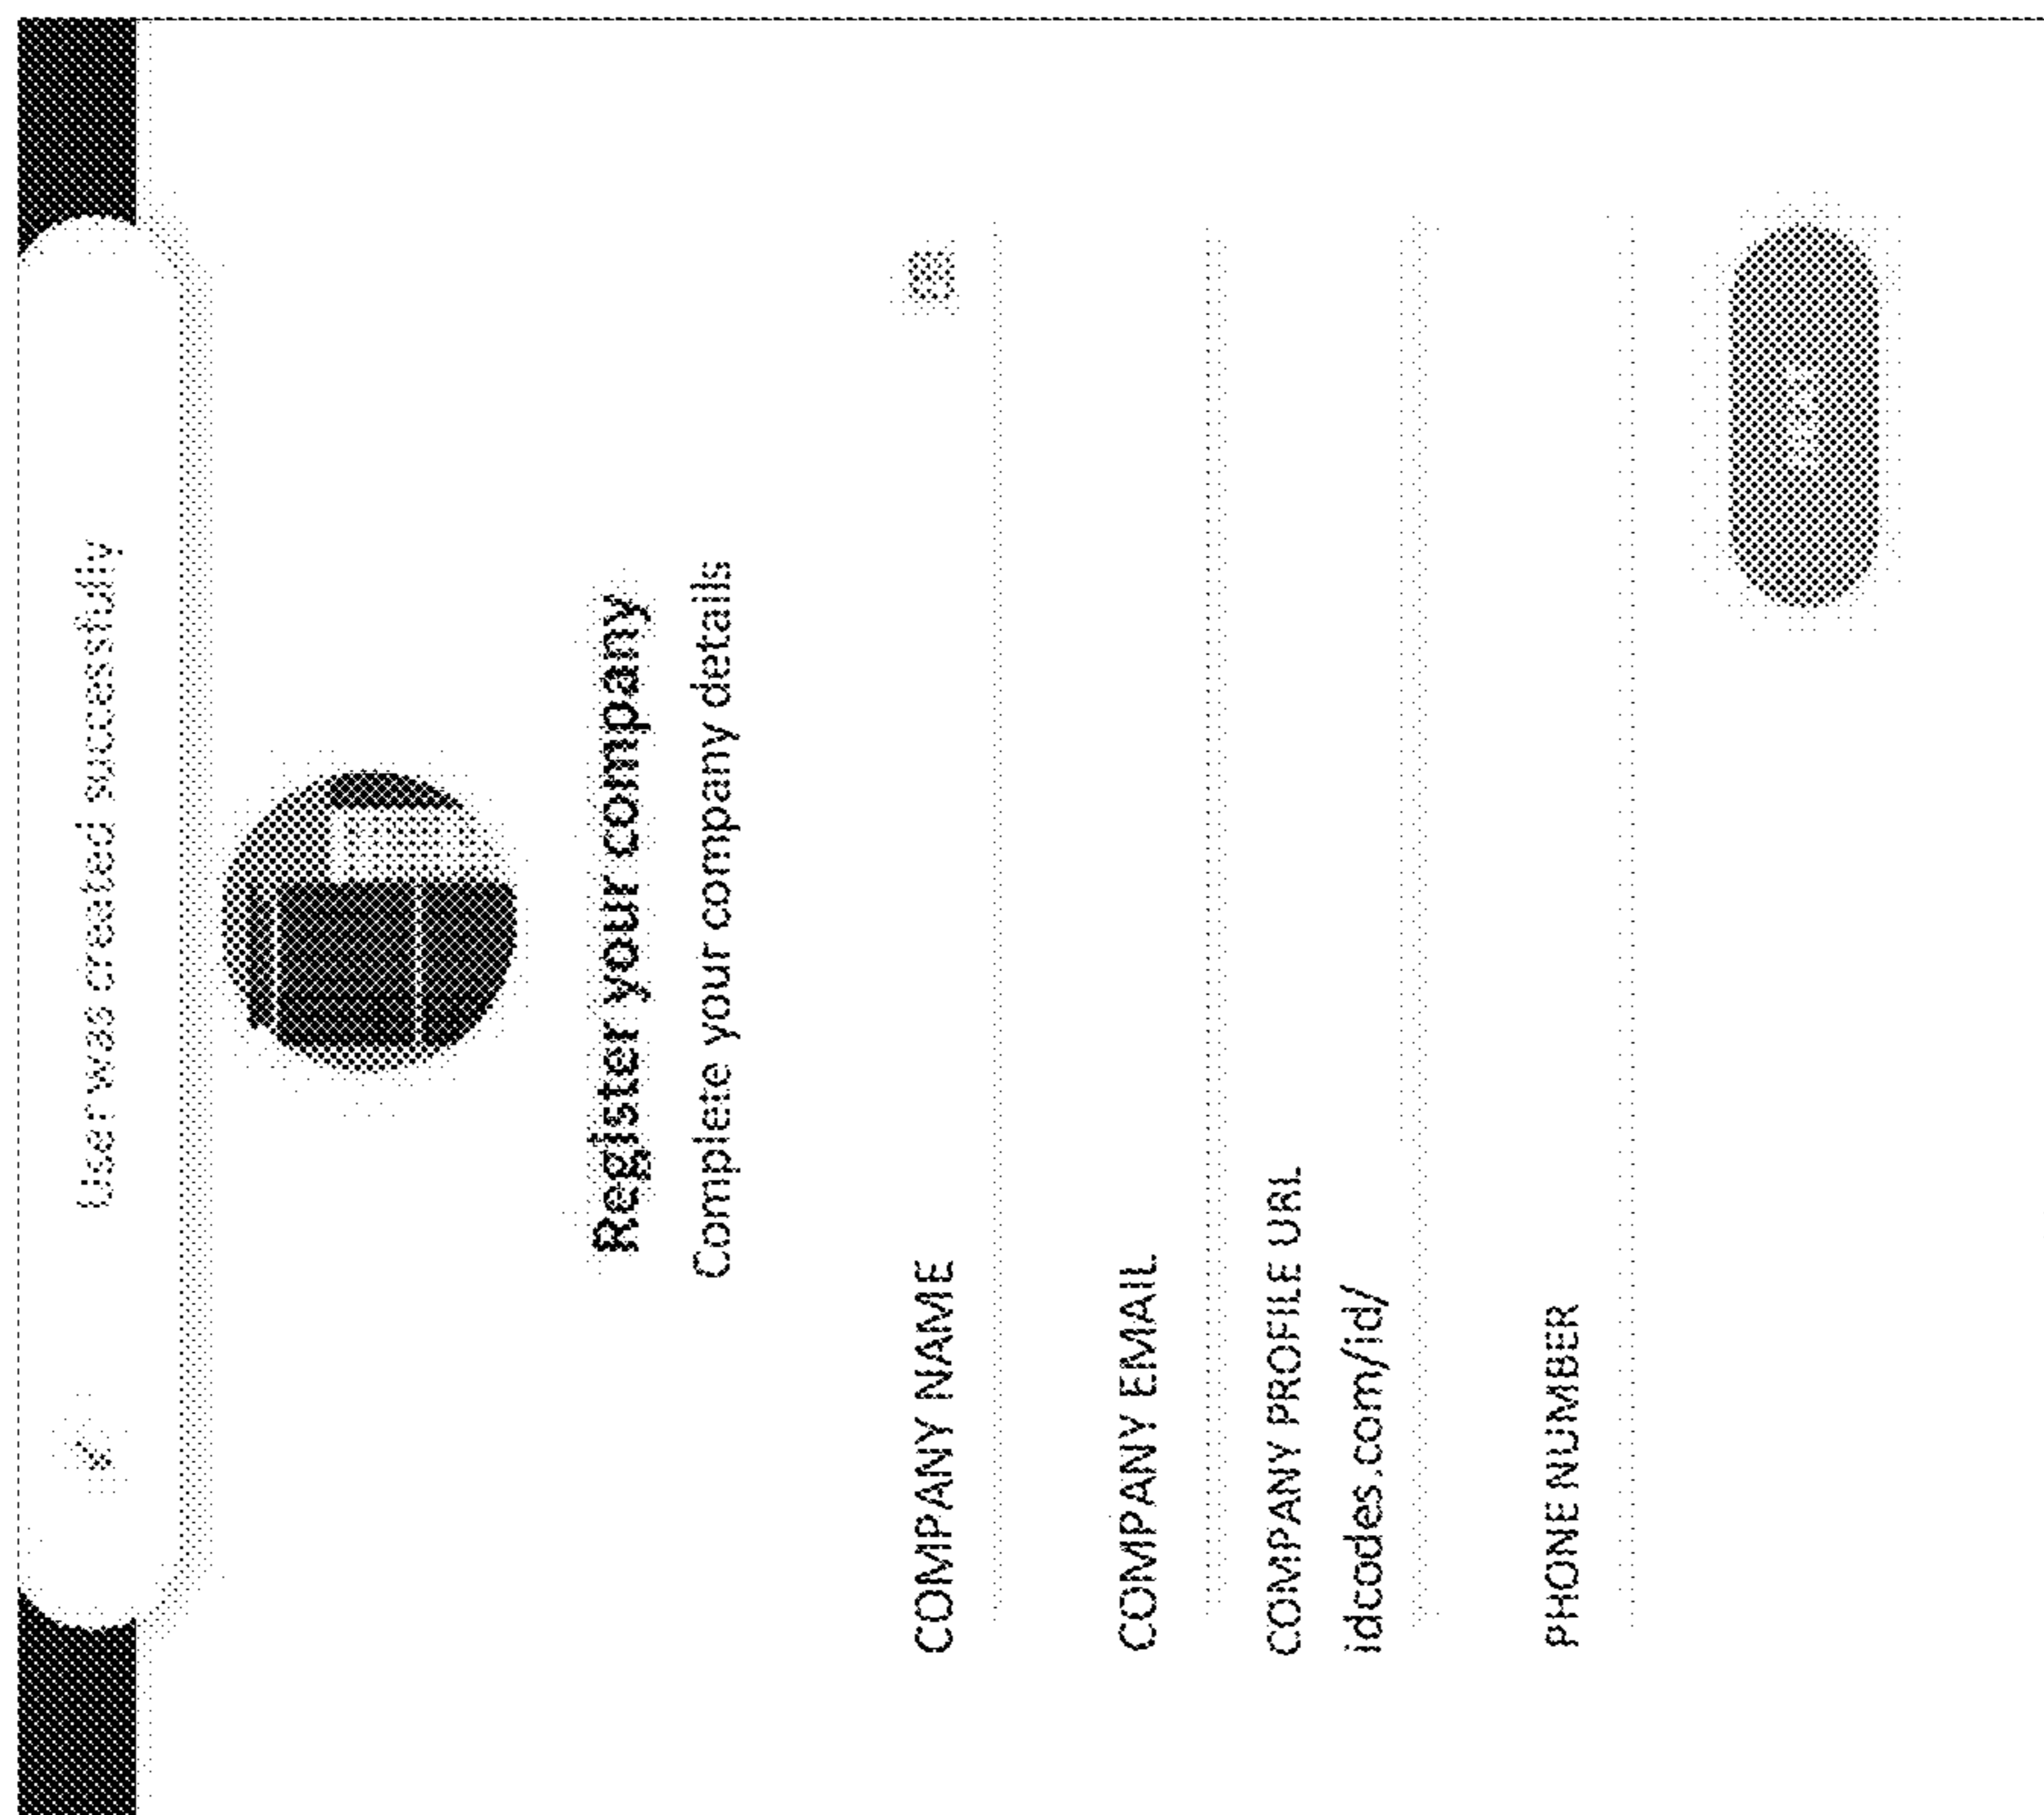 User was created successfully
Register your company
Complete your company details
COMPANY NAME
COMPANY EMAIL
COMPANY PROFILE URL
idcodes.com/id/
PHONE NUMBER